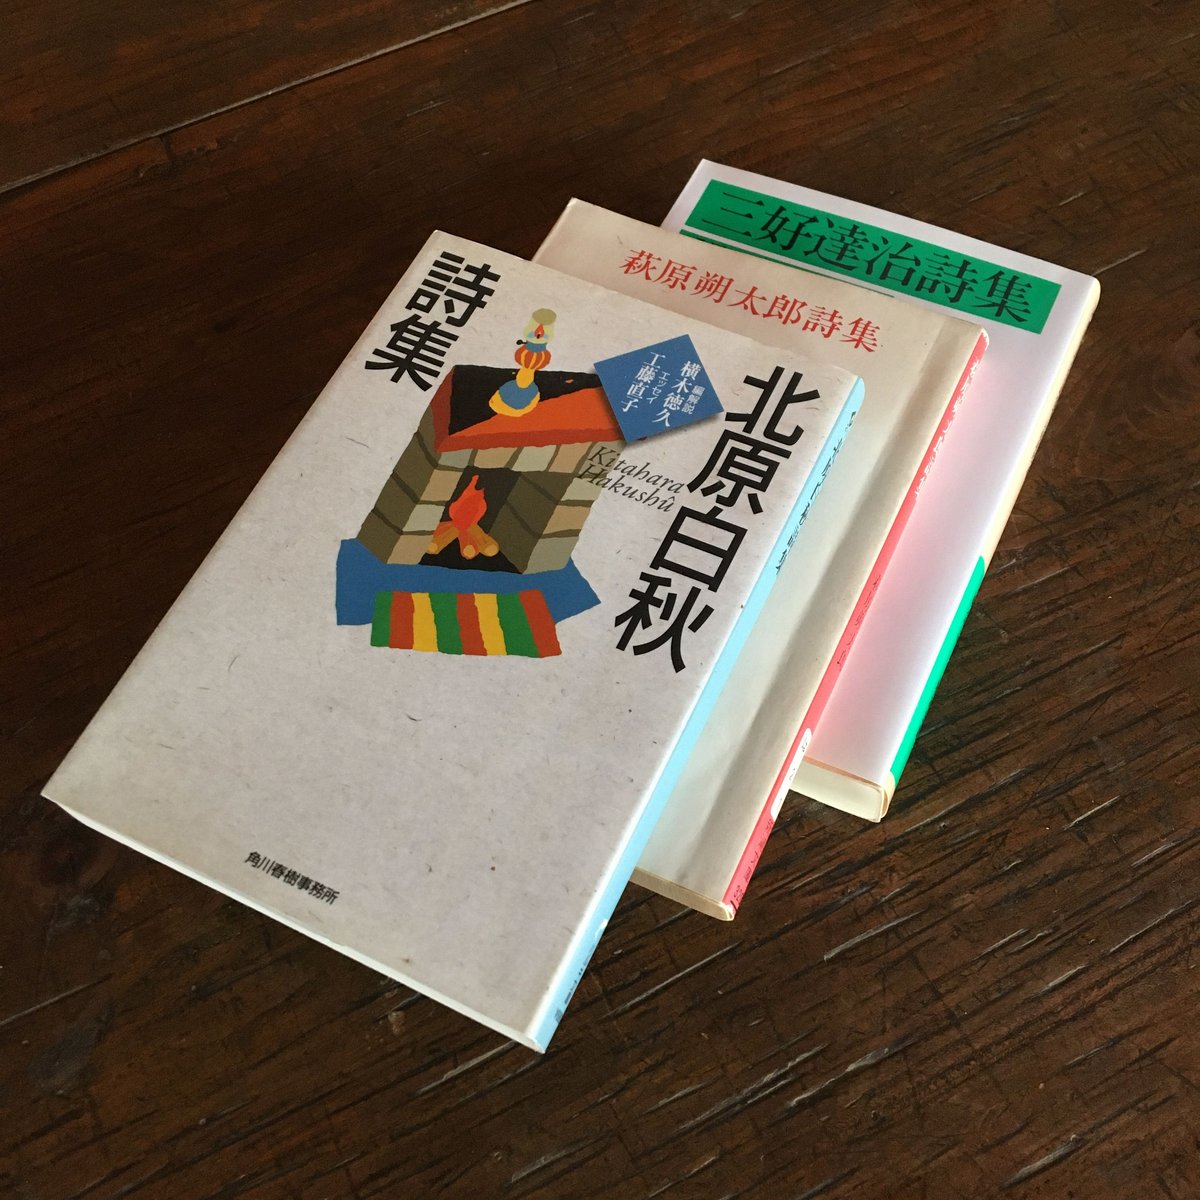 北原白秋
詩集
編解説
横木徳久
エッセイ
工藤直子
Kitahara
Hakushû
角川春樹事務所
萩原朔太郎詩集
三好達治詩集